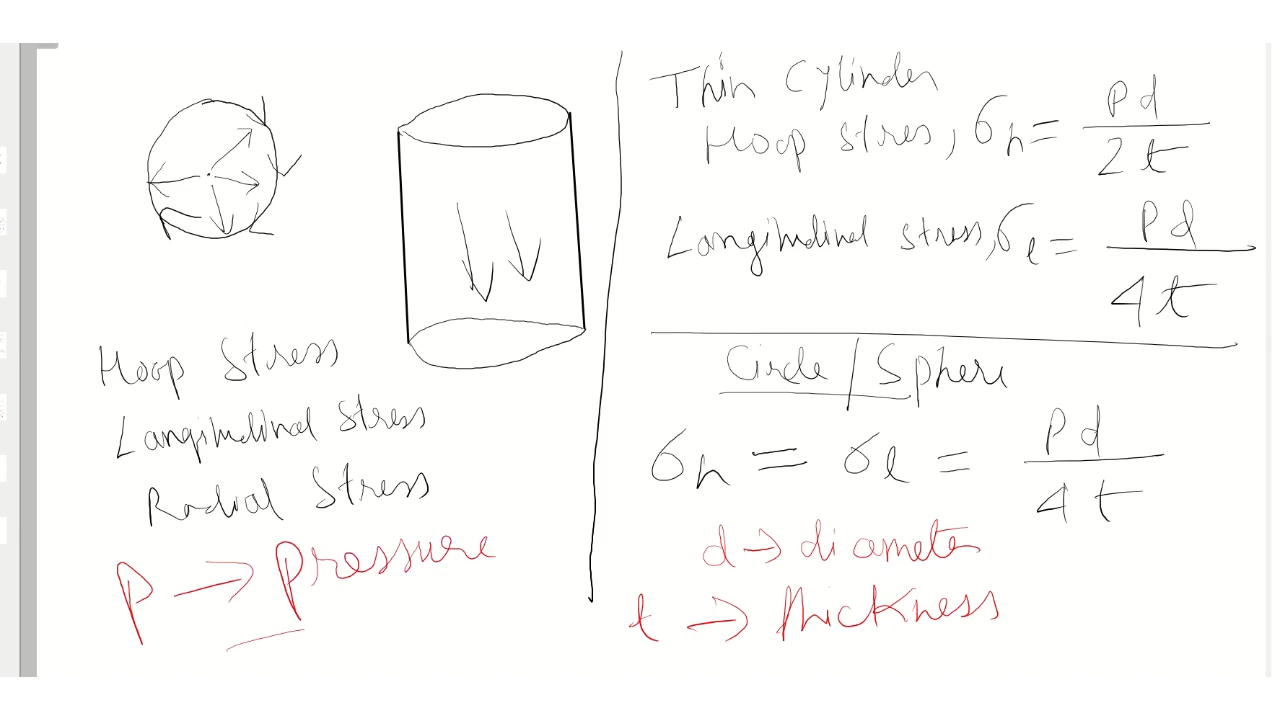 Hoop Stress
Longitudinal Stress
Radial Stress
P → Pressure
Thin Cylinder
Hoop stres, σh = Pd / 2t
Longitudinal stress, σl = Pd / 4t
Circle / Sphere
σh = σl = Pd / 4t
d → diameter
t → thickness